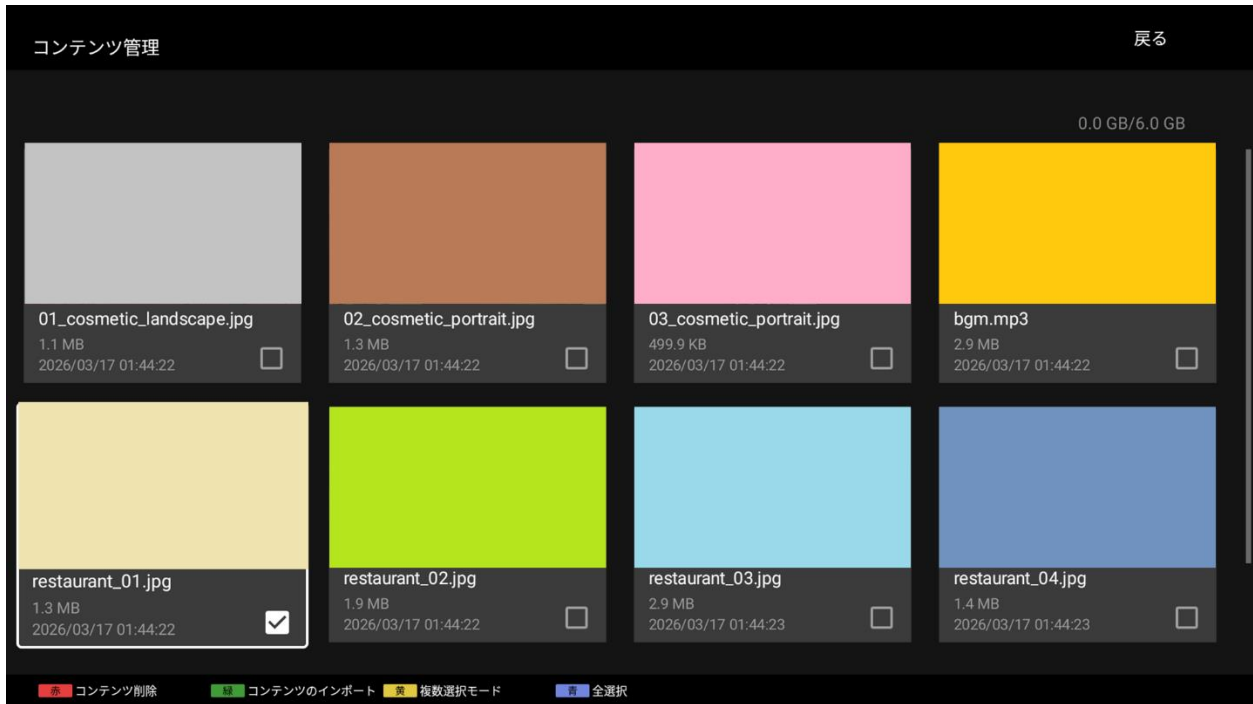 コンテンツ管理
戻る
0.0 GB/6.0 GB
01_cosmetic_landscape.jpg
1.1 MB
2026/03/17 01:44:22
02_cosmetic_portrait.jpg
1.3 MB
2026/03/17 01:44:22
03_cosmetic_portrait.jpg
499.9 KB
2026/03/17 01:44:22
bgm.mp3
2.9 MB
2026/03/17 01:44:22
restaurant_01.jpg
1.3 MB
2026/03/17 01:44:22
restaurant_02.jpg
1.9 MB
2026/03/17 01:44:22
restaurant_03.jpg
2.9 MB
2026/03/17 01:44:23
restaurant_04.jpg
1.4 MB
2026/03/17 01:44:23
赤 コンテンツ削除 緑 コンテンツのインポート 黄 複数選択モード 青 全選択